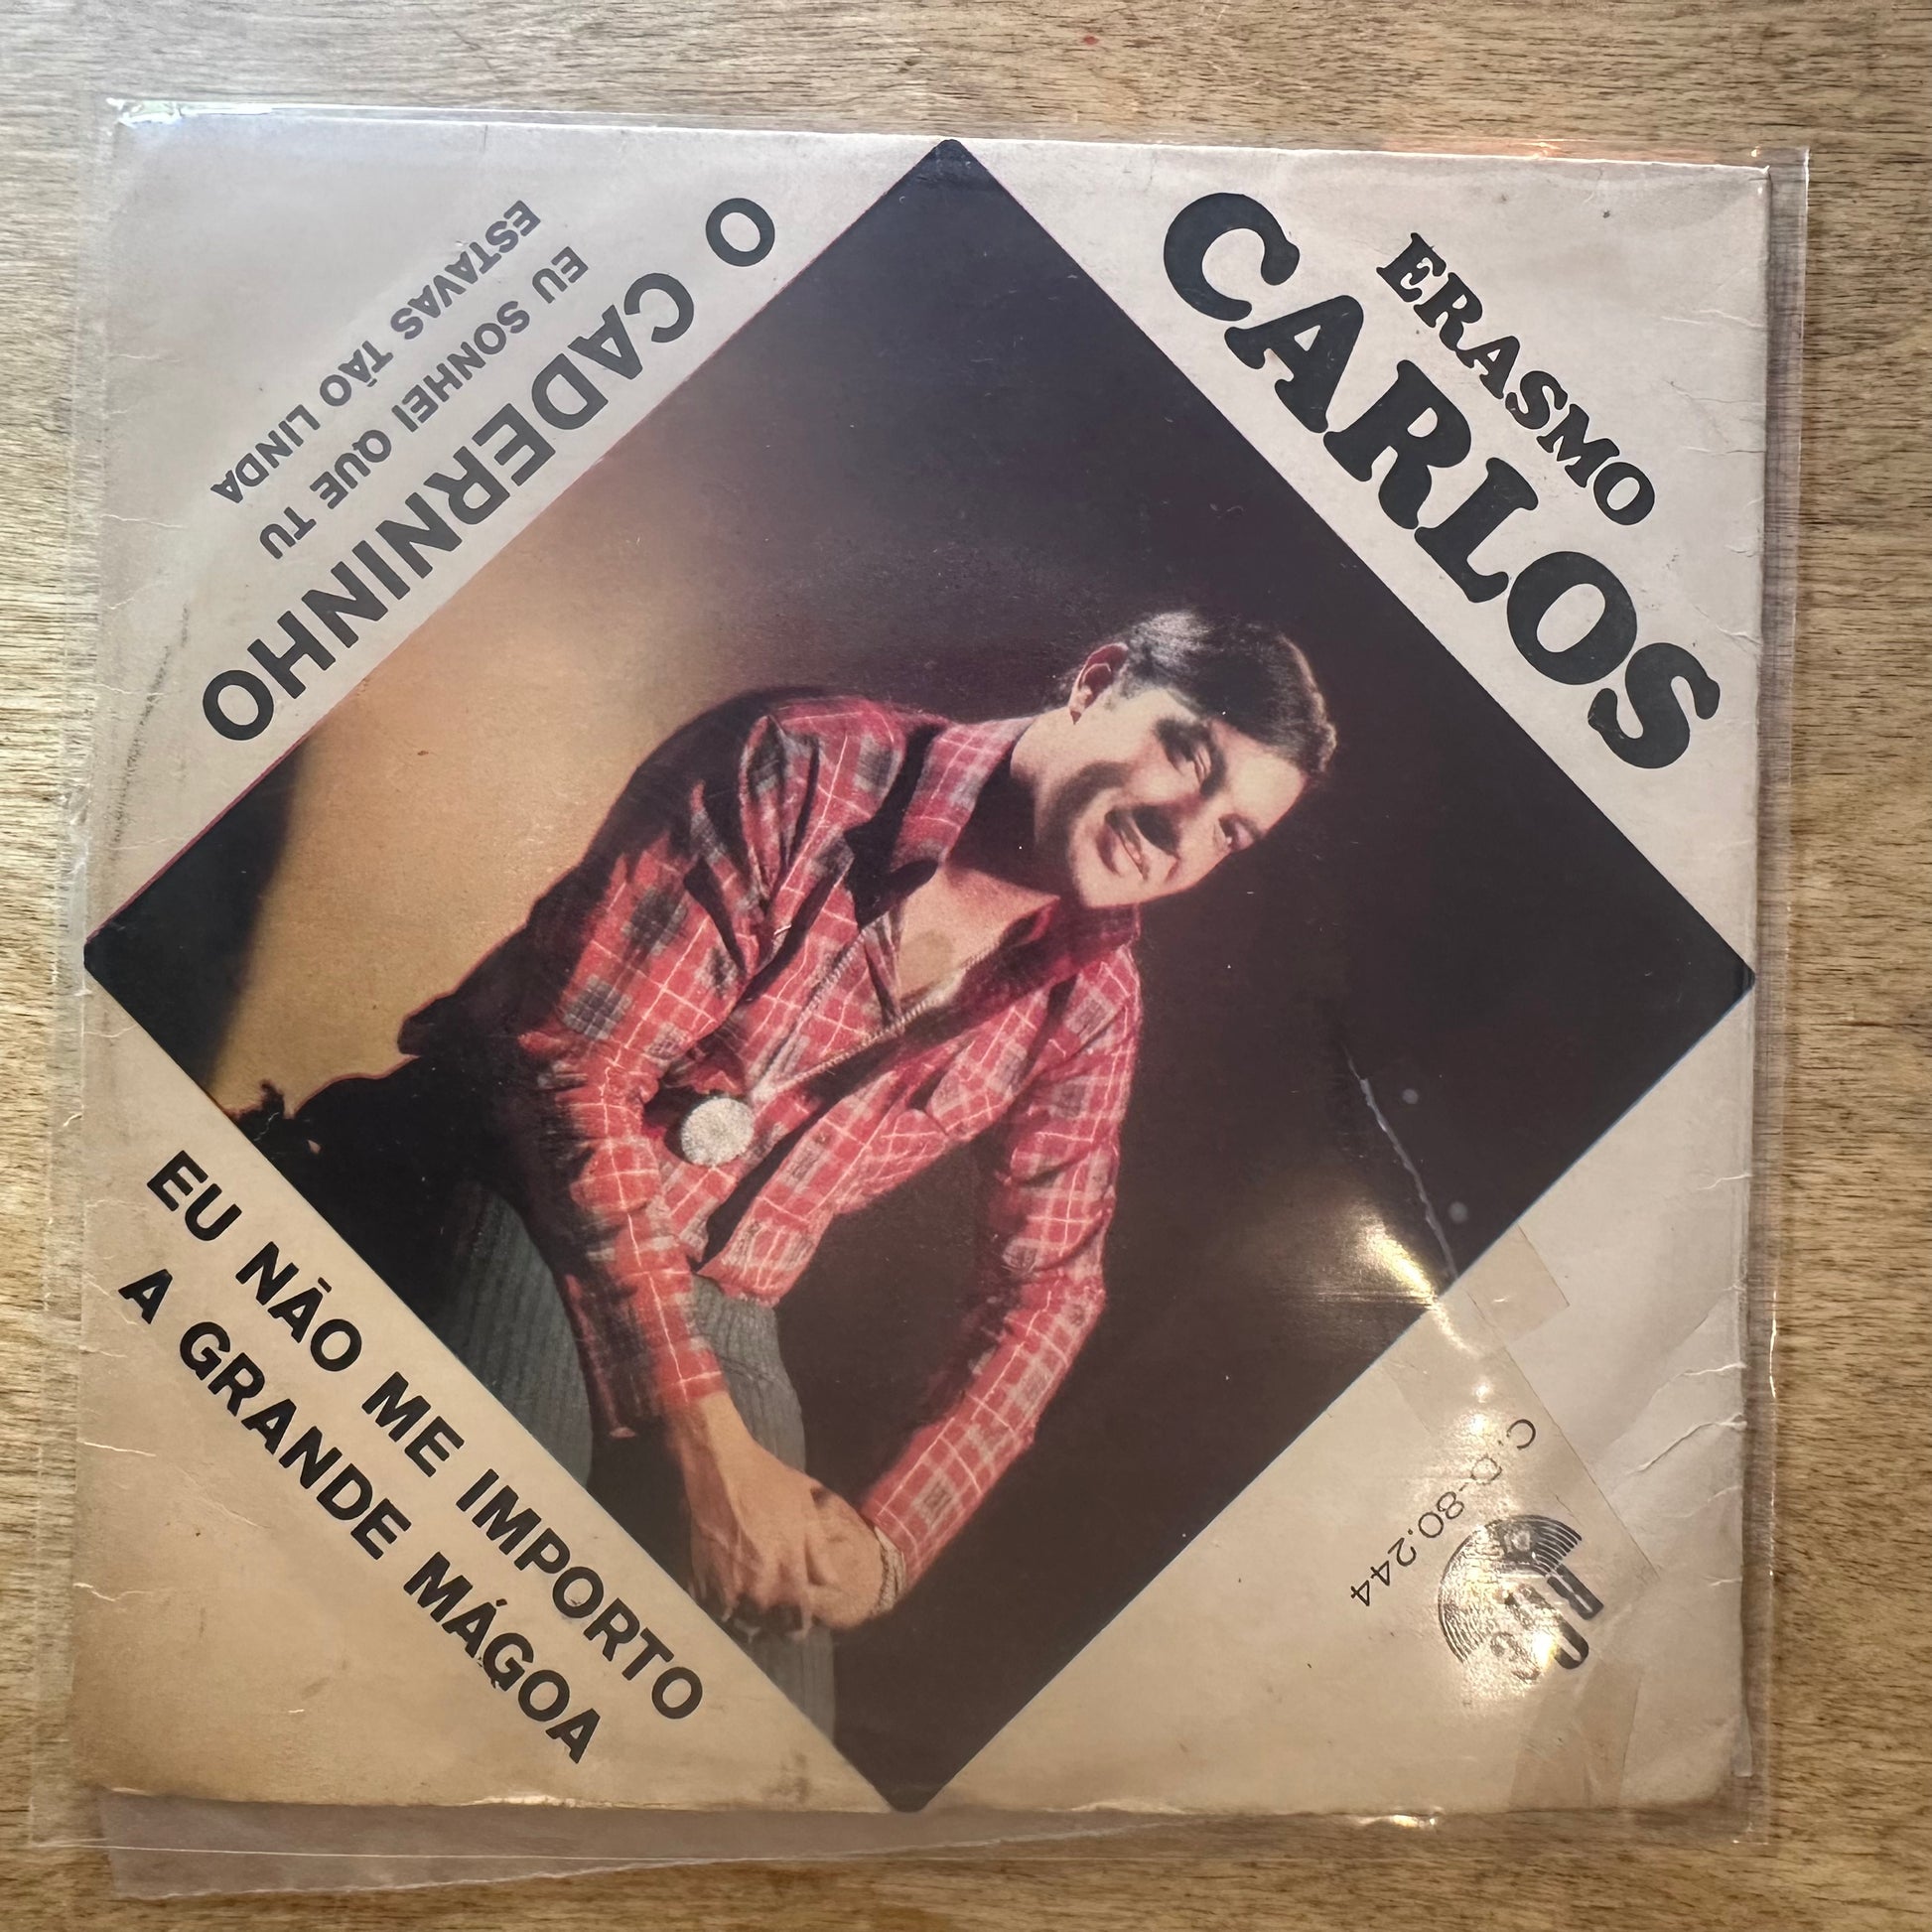 ERASMO
CARLOS
O CADERNINHO
EU SONHEI QUE TU
ESTAVAS TÃO LINDA
EU NÃO ME IMPORTO
A GRANDE MÁGOA
C.D-80.244